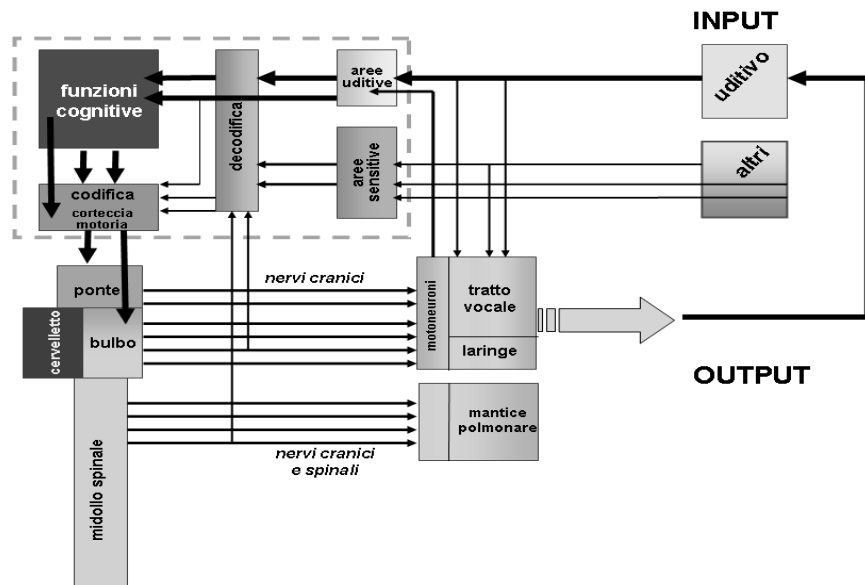 INPUT
funzioni
cognitive
decodifica
aree
uditive
uditivo
aree
sensitive
altri
codifica
corteccia
motoria
ponte
cervelletto
bulbo
nervi cranici
motoneuroni
tratto
vocale
laringe
OUTPUT
mantice
polmonare
nervi cranici
e spinali
midollo spinale